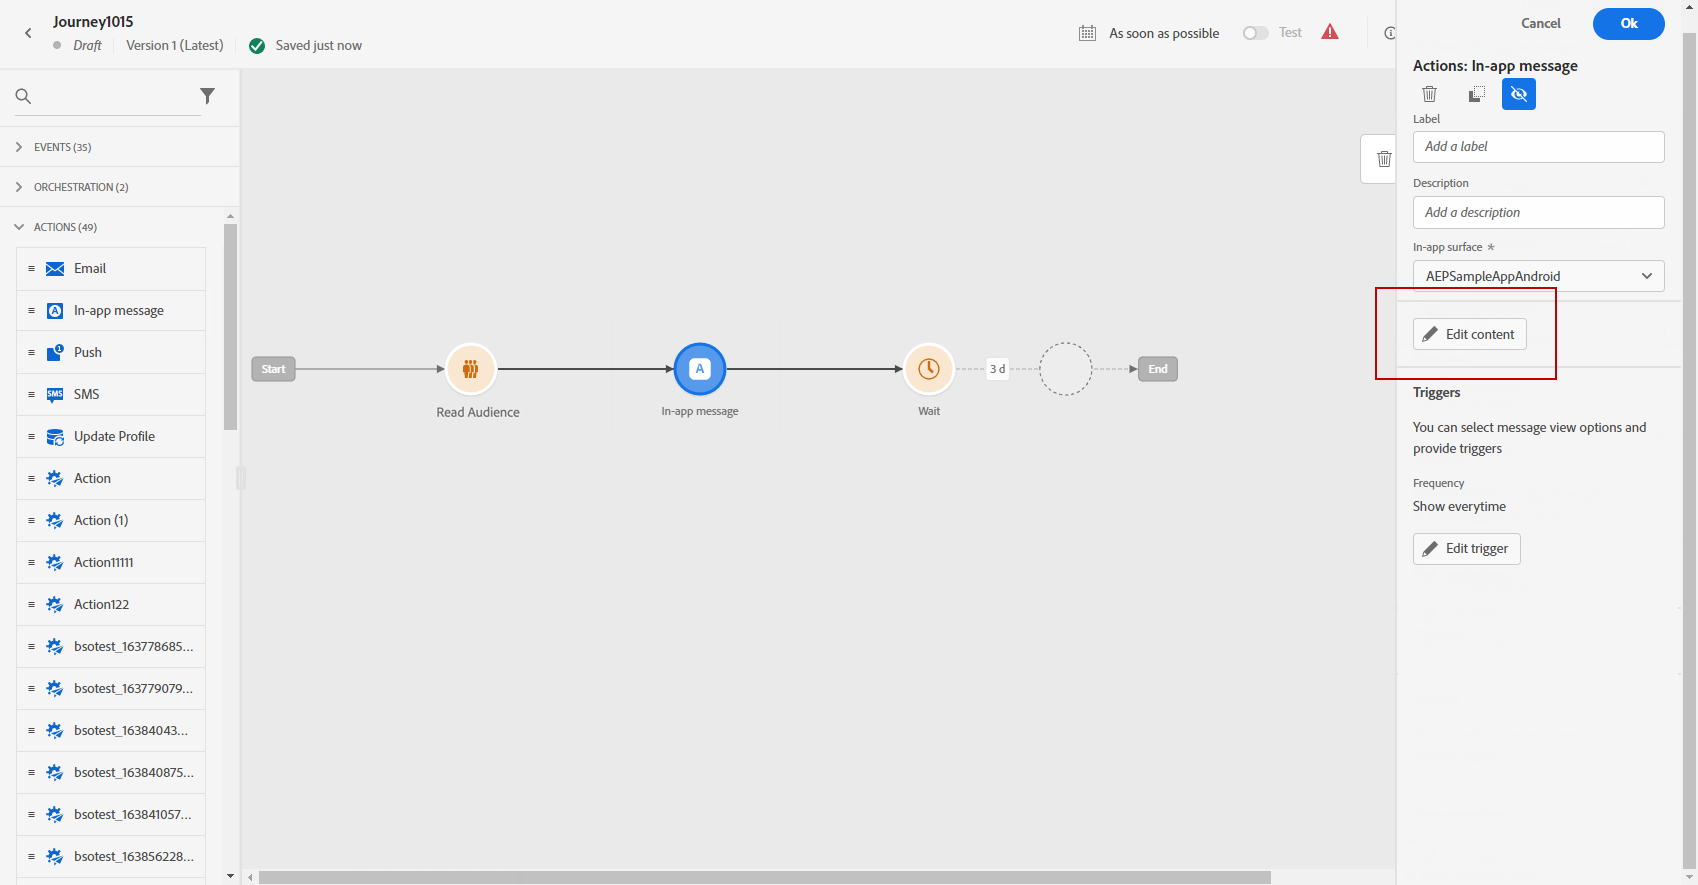 Journey1015
Draft
Version 1 (Latest)
Saved just now
As soon as possible
Test
Cancel
Ok
EVENTS (35)
ORCHESTRATION (2)
ACTIONS (49)
Email
A
In-app message
1
Push
SMS
SMS
Update Profile
Action
Action (1)
Action11111
Action122
bsotest_163778685...
bsotest_163779079...
bsotest_16384043...
bsotest_163840875...
bsotest_163841057...
bsotest_163856228...
Start
Read Audience
A
In-app message
Wait
3 d
End
Actions: In-app message
Label
Add a label
Description
Add a description
In-app surface *
AEPSampleAppAndroid
Edit content
Triggers
You can select message view options and
provide triggers
Frequency
Show everytime
Edit trigger